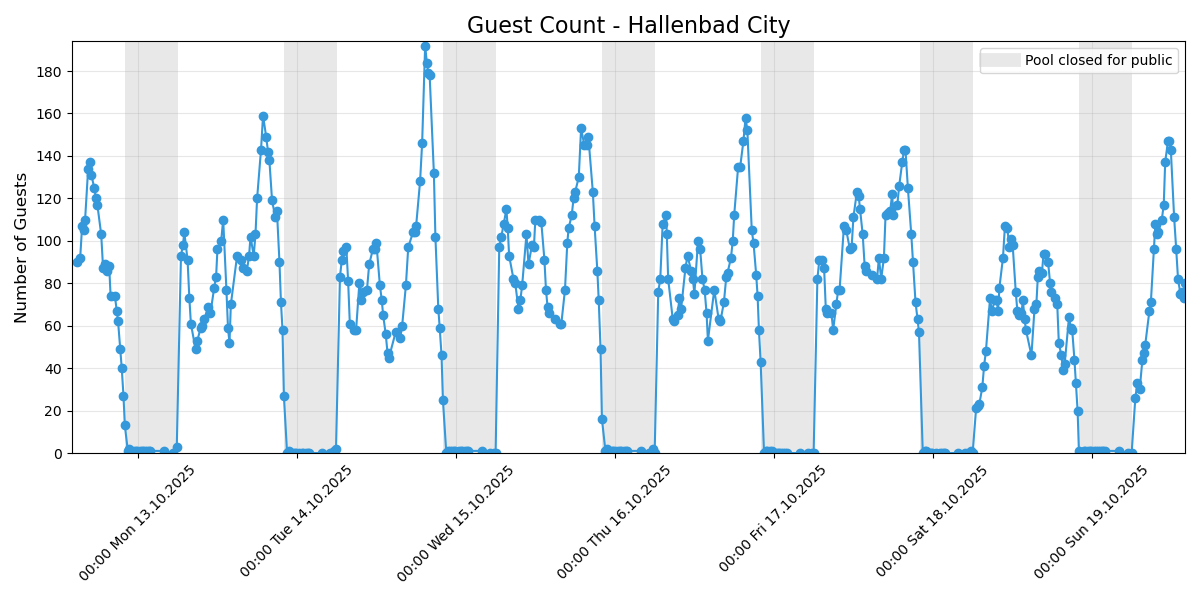 Guest Count - Hallenbad City
Pool closed for public
Number of Guests
180
160
140
120
100
80
60
40
20
0
00:00 Mon 13.10.2025
00:00 Tue 14.10.2025
00:00 Wed 15.10.2025
00:00 Thu 16.10.2025
00:00 Fri 17.10.2025
00:00 Sat 18.10.2025
00:00 Sun 19.10.2025